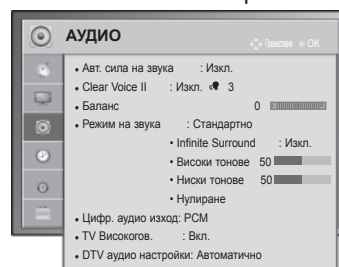 АУДИО
Преместване OK
• Авт. сила на звука : Изкл.
• Clear Voice II : Изкл. 3
• Баланс 0
• Режим на звука : Стандартно
• Infinite Surround : Изкл.
• Високи тонове 50
• Ниски тонове 50
• Нулиране
• Цифр. аудио изход: PCM
• TV Високогов. : Вкл.
• DTV аудио настройки: Автоматично